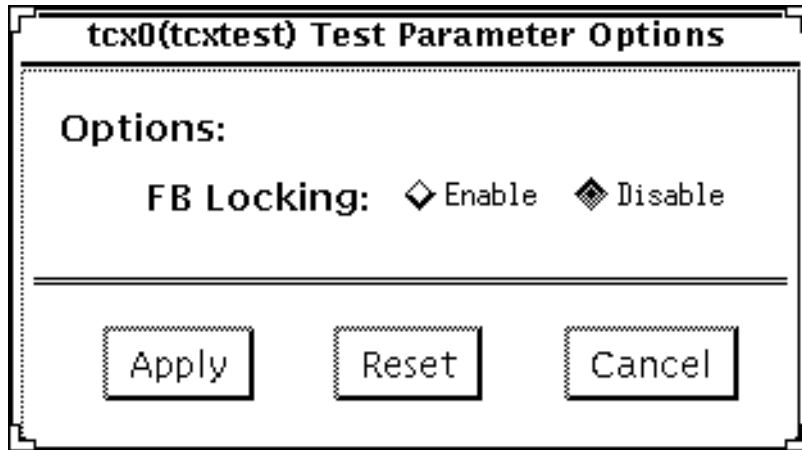 tcx0(tcxtest) Test Parameter Options
Options:
FB Locking: Enable Disable
Apply Reset Cancel